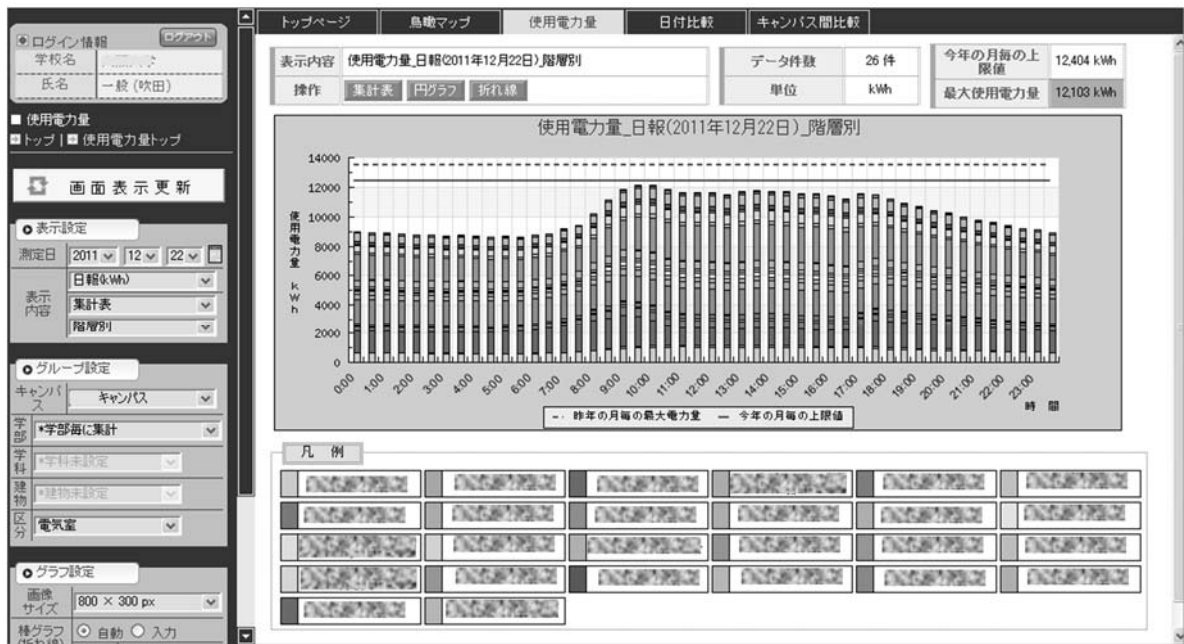 トップページ
鳥瞰マップ
使用電力量
日付比較
キャンパス間比較
ログイン情報
ログアウト
学校名
氏名
一般 (吹田)
■ 使用電力量
トップ | 使用電力量トップ
画面表示更新
表示設定
測定日
2011
12
22
表示内容
日報(kWh)
集計表
階層別
グループ設定
キャンパス
キャンパス
学部
*学部毎に集計
学科
*学科未設定
建物
*建物未設定
区分
電気室
グラフ設定
画像サイズ
800 × 300 px
棒グラフ
(折れ線)
自動
入力
表示内容
使用電力量_日報(2011年12月22日)_階層別
操作
集計表
円グラフ
折れ線
データ件数
26 件
単位
kWh
今年の月毎の上限値
12,404 kWh
最大使用電力量
12,103 kWh
使用電力量_日報(2011年12月22日)_階層別
使用電力量 kWh
14000
12000
10000
8000
6000
4000
2000
0
0:00
1:00
2:00
3:00
4:00
5:00
6:00
7:00
8:00
9:00
10:00
11:00
12:00
13:00
14:00
15:00
16:00
17:00
18:00
19:00
20:00
21:00
22:00
23:00
時 間
昨年の月毎の最大電力量
今年の月毎の上限値
凡 例